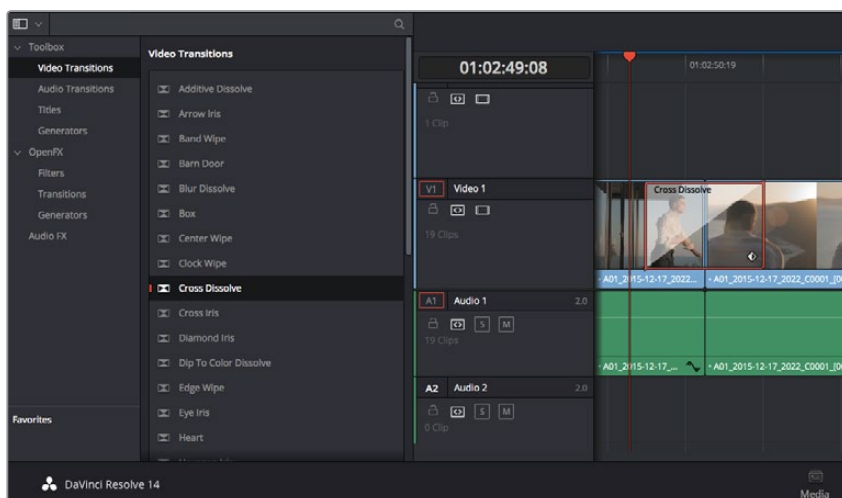 Toolbox
Video Transitions
Audio Transitions
Titles
Generators
OpenFX
Filters
Transitions
Generators
Audio FX
Favorites
Video Transitions
Additive Dissolve
Arrow Iris
Band Wipe
Barn Door
Blur Dissolve
Box
Center Wipe
Clock Wipe
Cross Dissolve
Cross Iris
Diamond Iris
Dip To Color Dissolve
Edge Wipe
Eye Iris
Heart
01:02:49:08
01:02:50:19
1 Clip
V1 Video 1
19 Clips
Cross Dissolve
A01_2015-12-17_2022...
A01_2015-12-17_2022_C0001_[00
A1 Audio 1 2.0
S M
19 Clips
A01_2015-12-17_...
A01_2015-12-17_2022_C0001_[00
A2 Audio 2 2.0
S M
0 Clip
DaVinci Resolve 14
Media